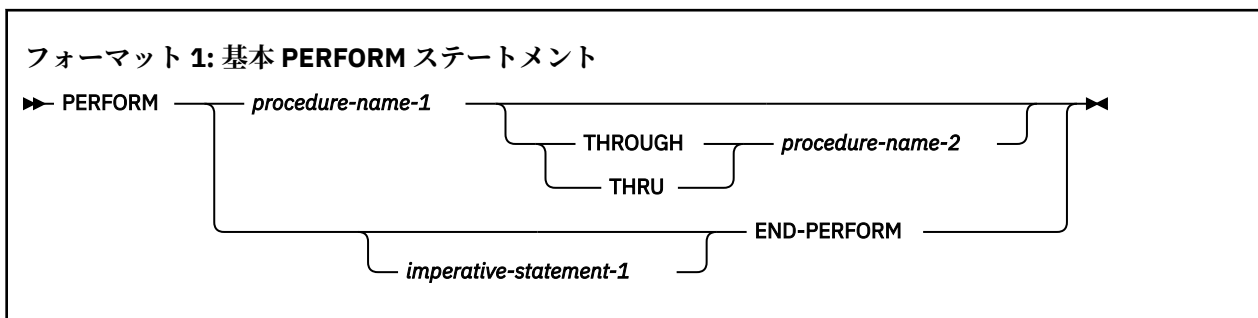 フォーマット 1: 基本 PERFORM ステートメント
PERFORM procedure-name-1
THROUGH procedure-name-2
THRU
END-PERFORM
imperative-statement-1